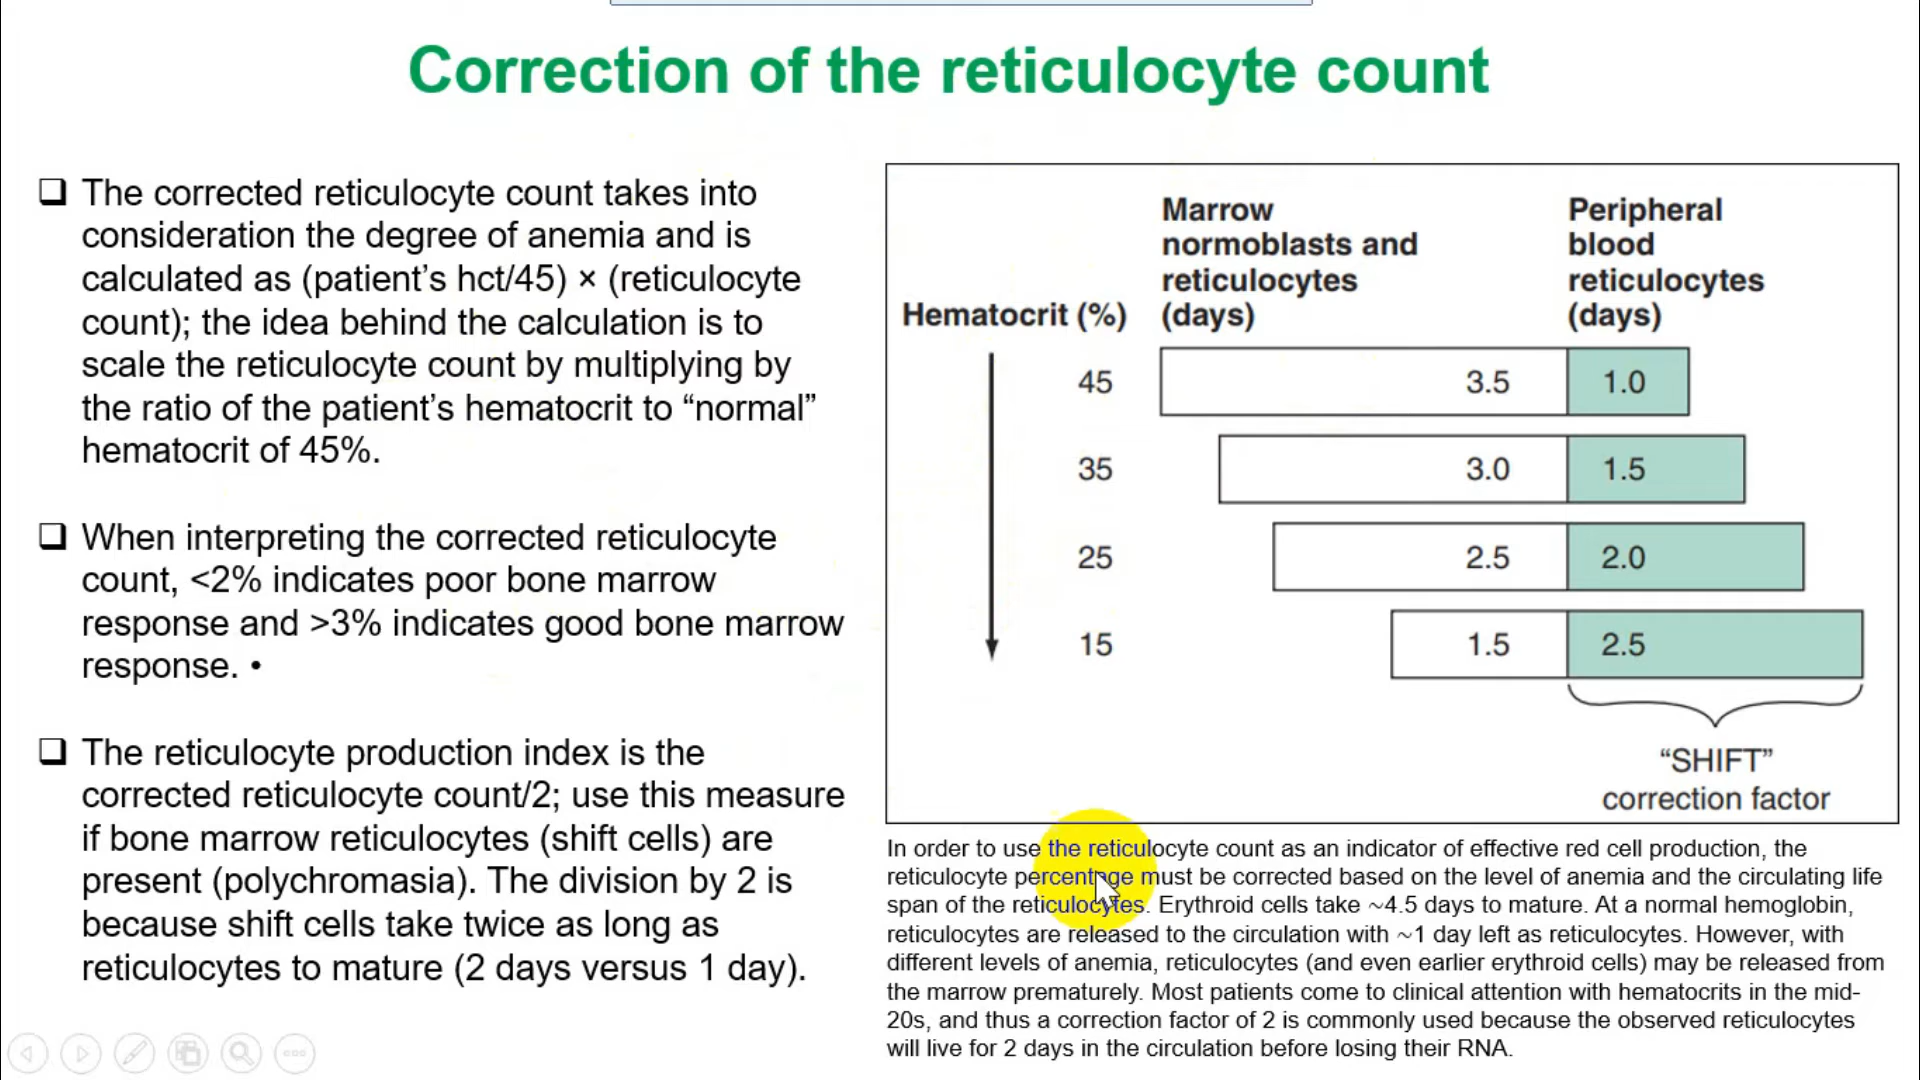 Correction of the reticulocyte count
❑ The corrected reticulocyte count takes into
consideration the degree of anemia and is
calculated as (patient’s hct/45) × (reticulocyte
count); the idea behind the calculation is to
scale the reticulocyte count by multiplying by
the ratio of the patient’s hematocrit to “normal”
hematocrit of 45%.
❑ When interpreting the corrected reticulocyte
count, <2% indicates poor bone marrow
response and >3% indicates good bone marrow
response. •
❑ The reticulocyte production index is the
corrected reticulocyte count/2; use this measure
if bone marrow reticulocytes (shift cells) are
present (polychromasia). The division by 2 is
because shift cells take twice as long as
reticulocytes to mature (2 days versus 1 day).
Hematocrit (%)
Marrow
normoblasts and
reticulocytes
(days)
Peripheral
blood
reticulocytes
(days)
45 3.5 1.0
35 3.0 1.5
25 2.5 2.0
15 1.5 2.5
“SHIFT”
correction factor
In order to use the reticulocyte count as an indicator of effective red cell production, the
reticulocyte percentage must be corrected based on the level of anemia and the circulating life
span of the reticulocytes. Erythroid cells take ~4.5 days to mature. At a normal hemoglobin,
reticulocytes are released to the circulation with ~1 day left as reticulocytes. However, with
different levels of anemia, reticulocytes (and even earlier erythroid cells) may be released from
the marrow prematurely. Most patients come to clinical attention with hematocrits in the mid-
20s, and thus a correction factor of 2 is commonly used because the observed reticulocytes
will live for 2 days in the circulation before losing their RNA.